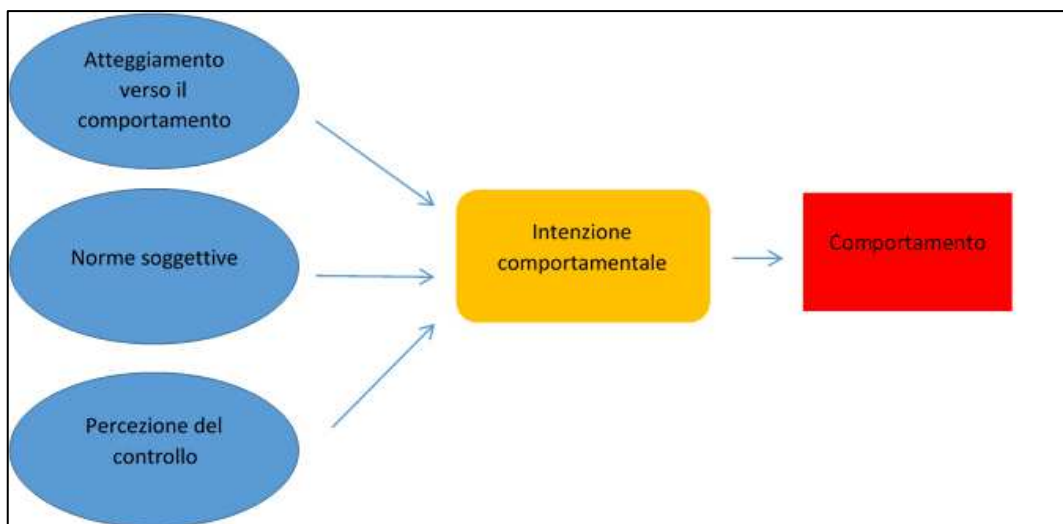 Atteggiamento
verso il
comportamento
Norme soggettive
Percezione del
controllo
Intenzione
comportamentale
Comportamento